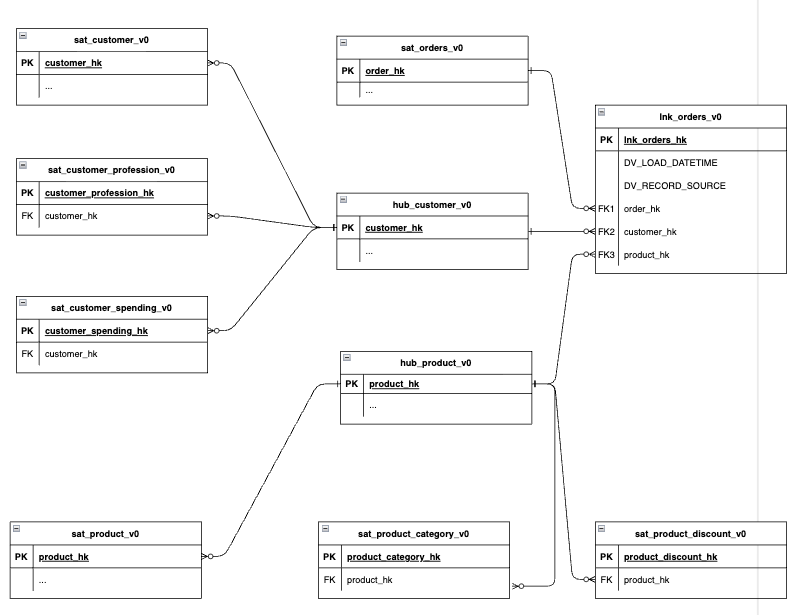 sat_customer_v0
PK customer_hk
...
sat_orders_v0
PK order_hk
...
lnk_orders_v0
PK lnk_orders_hk
DV_LOAD_DATETIME
DV_RECORD_SOURCE
FK1 order_hk
FK2 customer_hk
FK3 product_hk
sat_customer_profession_v0
PK customer_profession_hk
FK customer_hk
hub_customer_v0
PK customer_hk
...
sat_customer_spending_v0
PK customer_spending_hk
FK customer_hk
hub_product_v0
PK product_hk
...
sat_product_v0
PK product_hk
...
sat_product_category_v0
PK product_category_hk
FK product_hk
sat_product_discount_v0
PK product_discount_hk
FK product_hk